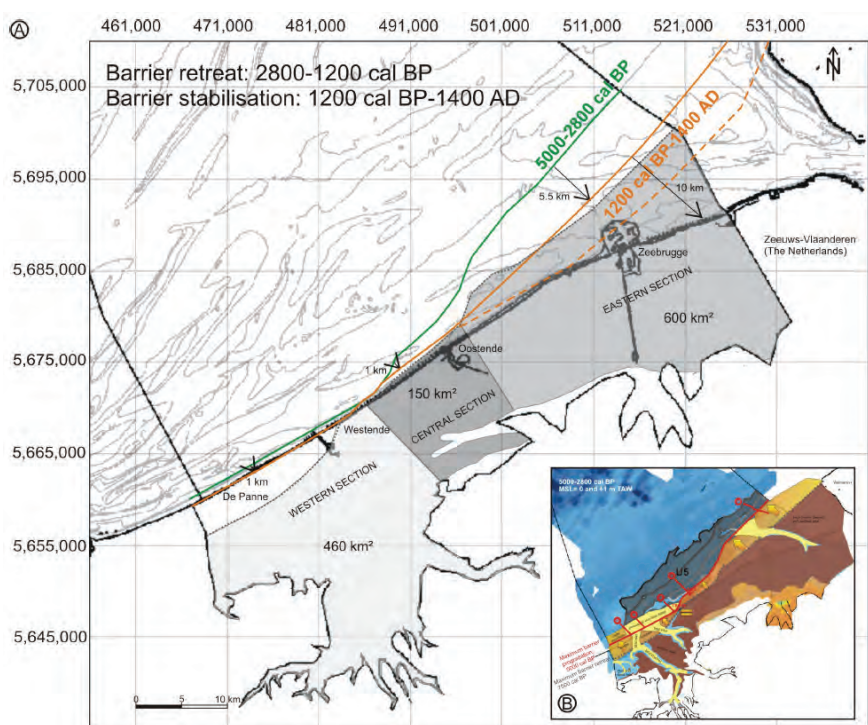 A
461,000 471,000 481,000 491,000 501,000 511,000 521,000 531,000
Barrier retreat: 2800-1200 cal BP
Barrier stabilisation: 1200 cal BP-1400 AD
N
5,705,000
5,695,000
5,685,000
5,675,000
5,665,000
5,655,000
5,645,000
5000-2800 cal BP
1200 cal BP-1400 AD
5.5 km
10 km
Zeebrugge
Zeeuws-Vlaanderen
(The Netherlands)
EASTERN SECTION
600 km²
1 km
Oostende
150 km²
CENTRAL SECTION
Westende
1 km
De Panne
WESTERN SECTION
460 km²
0 5 10 km
5000-2800 cal BP
U5
Maximum barrier
B